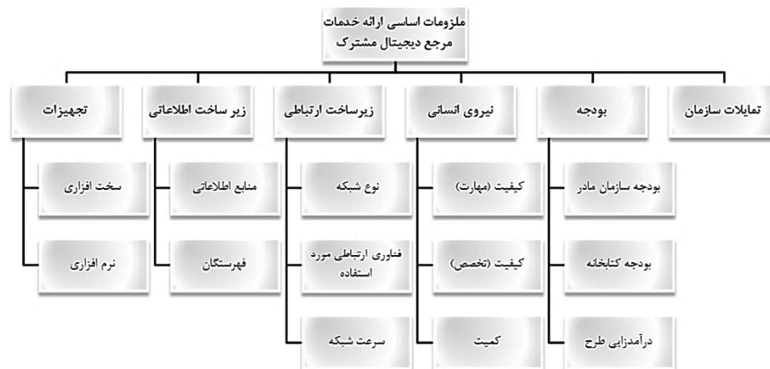 ملزومات اساسی ارائه خدمات
مرجع دیجیتال مشترک
تمایلات سازمان
بودجه
نیروی انسانی
زیرساخت ارتباطی
زیر ساخت اطلاعاتی
تجهیزات
بودجه سازمان مادر
کیفیت (مهارت)
نوع شبکه
منابع اطلاعاتی
سخت افزاری
بودجه کتابخانه
کیفیت (تخصص)
فناوری ارتباطی مورد
استفاده
فهرستگان
نرم افزاری
درآمدزایی طرح
کمیت
سرعت شبکه